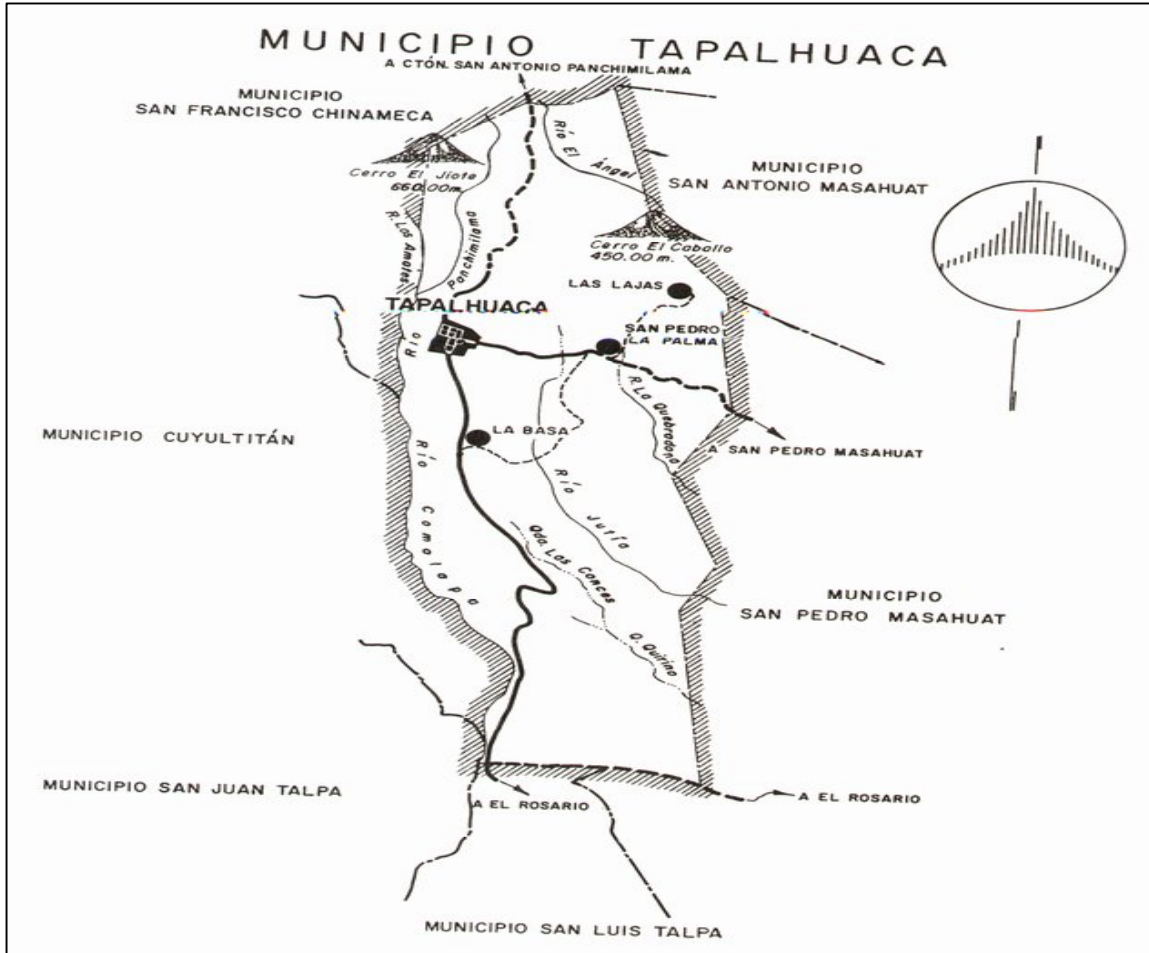 MUNICIPIO TAPALHUACA
A CTÓN. SAN ANTONIO PANCHIMILAMA
MUNICIPIO
SAN FRANCISCO CHINAMECA
Río El Ángel
MUNICIPIO
SAN ANTONIO MASAHUAT
Cerro El Jiote
660.00m.
R. Los Amates
Panchimilama
Cerro El Caballo
450.00 m.
LAS LAJAS
TAPALHUACA
SAN PEDRO
LA PALMA
Río
R. La Quebradona
MUNICIPIO CUYULTITÁN
LA BASA
A SAN PEDRO MASAHUAT
Río Comalapa
Río Jutía
Qda. Los Conces
MUNICIPIO
SAN PEDRO MASAHUAT
Q. Quirino
MUNICIPIO SAN JUAN TALPA
A EL ROSARIO
A EL ROSARIO
MUNICIPIO SAN LUIS TALPA